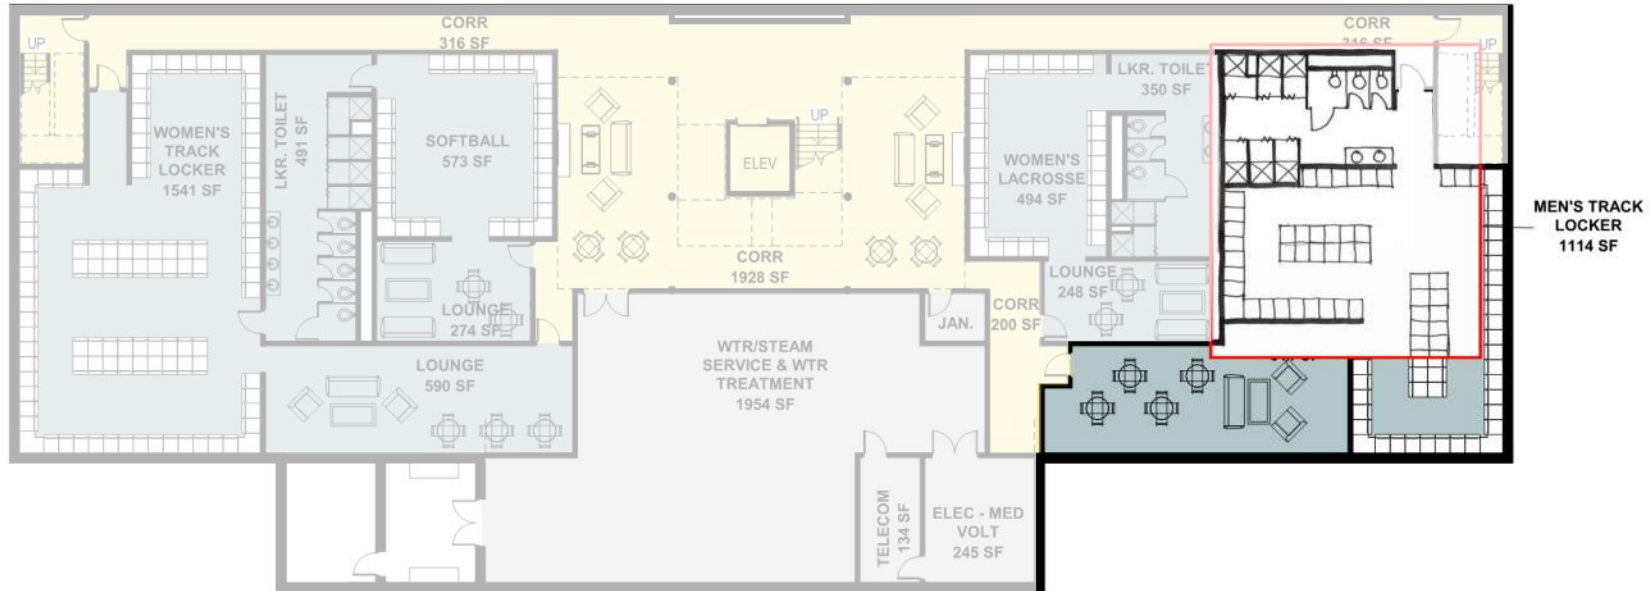 CORR
316 SF
CORR
316 SF
UP
UP
WOMEN'S
TRACK
LOCKER
1541 SF
LKR. TOILET
491 SF
SOFTBALL
573 SF
UP
ELEV
LKR. TOILET
350 SF
WOMEN'S
LACROSSE
494 SF
MEN'S TRACK
LOCKER
1114 SF
CORR
1928 SF
LOUNGE
248 SF
LOUNGE
274 SF
CORR
200 SF
JAN.
WTR/STEAM
SERVICE & WTR
TREATMENT
1954 SF
LOUNGE
590 SF
TELECOM
134 SF
ELEC - MED
VOLT
245 SF